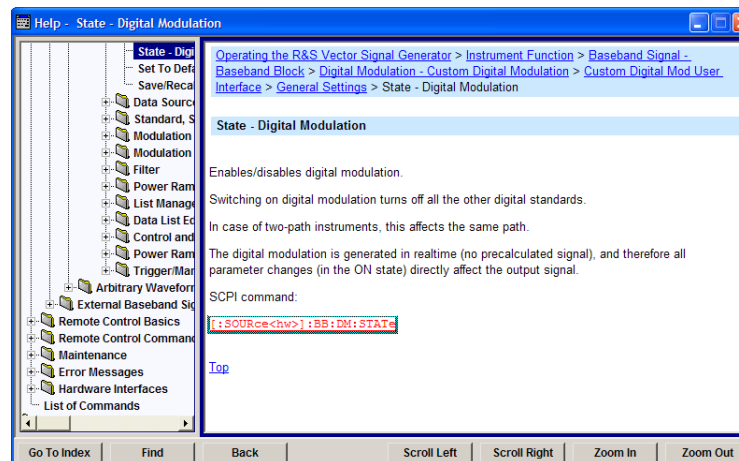 Help - State - Digital Modulation
State - Digi
Set To Defa
Save/Recal
Data Source
Standard, S
Modulation
Modulation
Filter
Power Ram
List Manage
Data List Ed
Control and
Power Ram
Trigger/Mar
Arbitrary Waveform
External Baseband Sig
Remote Control Basics
Remote Control Command
Maintenance
Error Messages
Hardware Interfaces
List of Commands
Operating the R&S Vector Signal Generator > Instrument Function > Baseband Signal -
Baseband Block > Digital Modulation - Custom Digital Modulation > Custom Digital Mod User
Interface > General Settings > State - Digital Modulation
State - Digital Modulation
Enables/disables digital modulation.
Switching on digital modulation turns off all the other digital standards.
In case of two-path instruments, this affects the same path.
The digital modulation is generated in realtime (no precalculated signal), and therefore all
parameter changes (in the ON state) directly affect the output signal.
SCPI command:
[:SOURce<hw>]:BB:DM:STATe
Top
Go To Index
Find
Back
Scroll Left
Scroll Right
Zoom In
Zoom Out